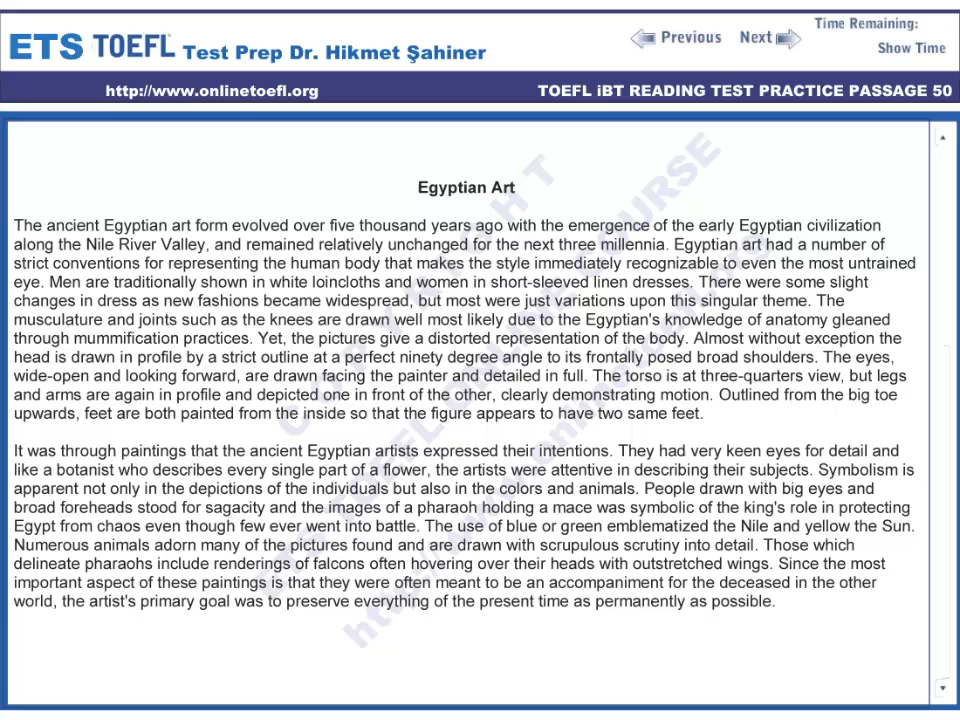 ETS TOEFL Test Prep Dr. Hikmet Şahiner
Previous Next Time Remaining:
Show Time
http://www.onlinetoefl.org TOEFL iBT READING TEST PRACTICE PASSAGE 50
Egyptian Art
The ancient Egyptian art form evolved over five thousand years ago with the emergence of the early Egyptian civilization
along the Nile River Valley, and remained relatively unchanged for the next three millennia. Egyptian art had a number of
strict conventions for representing the human body that makes the style immediately recognizable to even the most untrained
eye. Men are traditionally shown in white loincloths and women in short-sleeved linen dresses. There were some slight
changes in dress as new fashions became widespread, but most were just variations upon this singular theme. The
musculature and joints such as the knees are drawn well most likely due to the Egyptian's knowledge of anatomy gleaned
through mummification practices. Yet, the pictures give a distorted representation of the body. Almost without exception the
head is drawn in profile by a strict outline at a perfect ninety degree angle to its frontally posed broad shoulders. The eyes,
wide-open and looking forward, are drawn facing the painter and detailed in full. The torso is at three-quarters view, but legs
and arms are again in profile and depicted one in front of the other, clearly demonstrating motion. Outlined from the big toe
upwards, feet are both painted from the inside so that the figure appears to have two same feet.
It was through paintings that the ancient Egyptian artists expressed their intentions. They had very keen eyes for detail and
like a botanist who describes every single part of a flower, the artists were attentive in describing their subjects. Symbolism is
apparent not only in the depictions of the individuals but also in the colors and animals. People drawn with big eyes and
broad foreheads stood for sagacity and the images of a pharaoh holding a mace was symbolic of the king's role in protecting
Egypt from chaos even though few ever went into battle. The use of blue or green emblematized the Nile and yellow the Sun.
Numerous animals adorn many of the pictures found and are drawn with scrupulous scrutiny into detail. Those which
delineate pharaohs include renderings of falcons often hovering over their heads with outstretched wings. Since the most
important aspect of these paintings is that they were often meant to be an accompaniment for the deceased in the other
world, the artist's primary goal was to preserve everything of the present time as permanently as possible.
COPYRIGHT
ETS TOEFL ONLINE COURSE
http://www.onlinetoefl.org